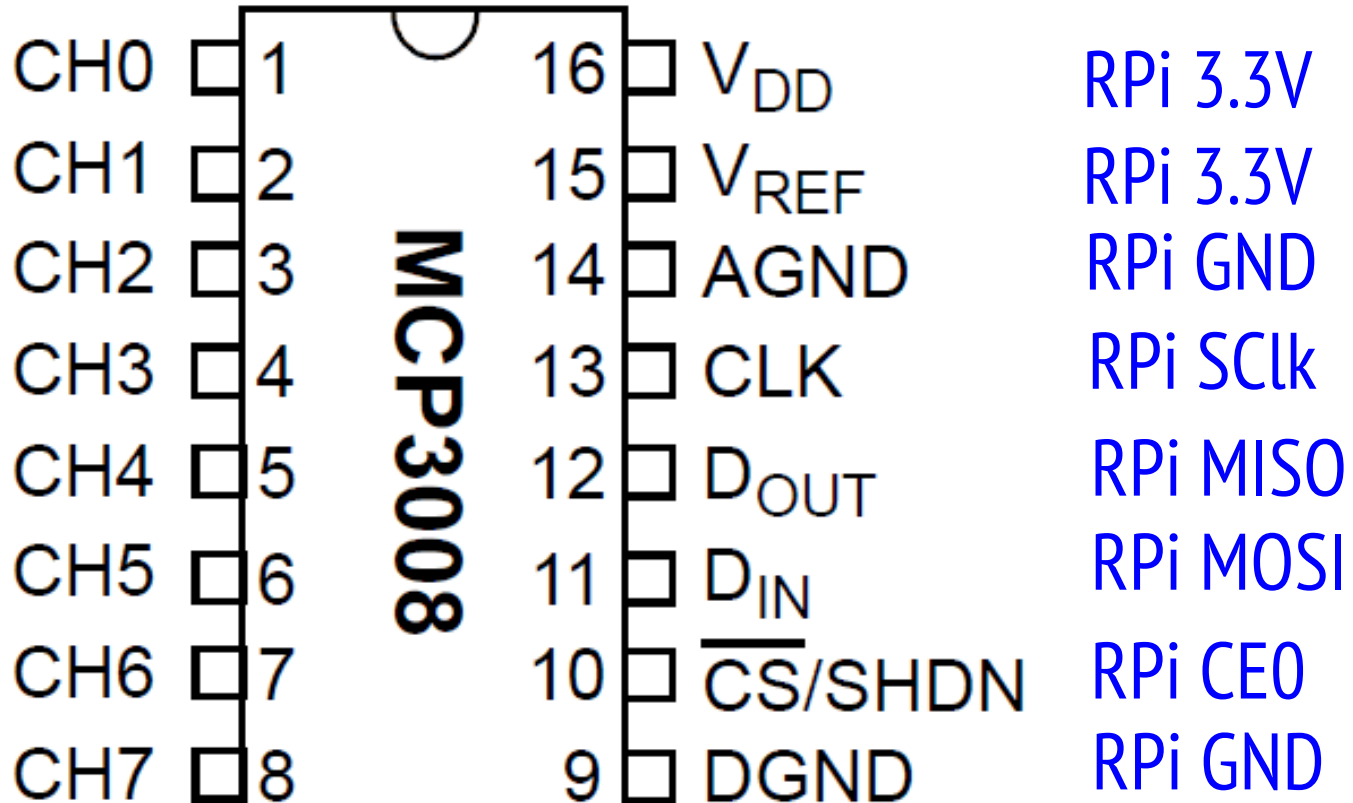 CH0 1 16 VDD RPi 3.3V
CH1 2 15 VREF RPi 3.3V
CH2 3 14 AGND RPi GND
CH3 4 13 CLK RPi SClk
CH4 5 12 DOUT RPi MISO
CH5 6 11 DIN RPi MOSI
CH6 7 10 CS/SHDN RPi CE0
CH7 8 9 DGND RPi GND
MCP3008